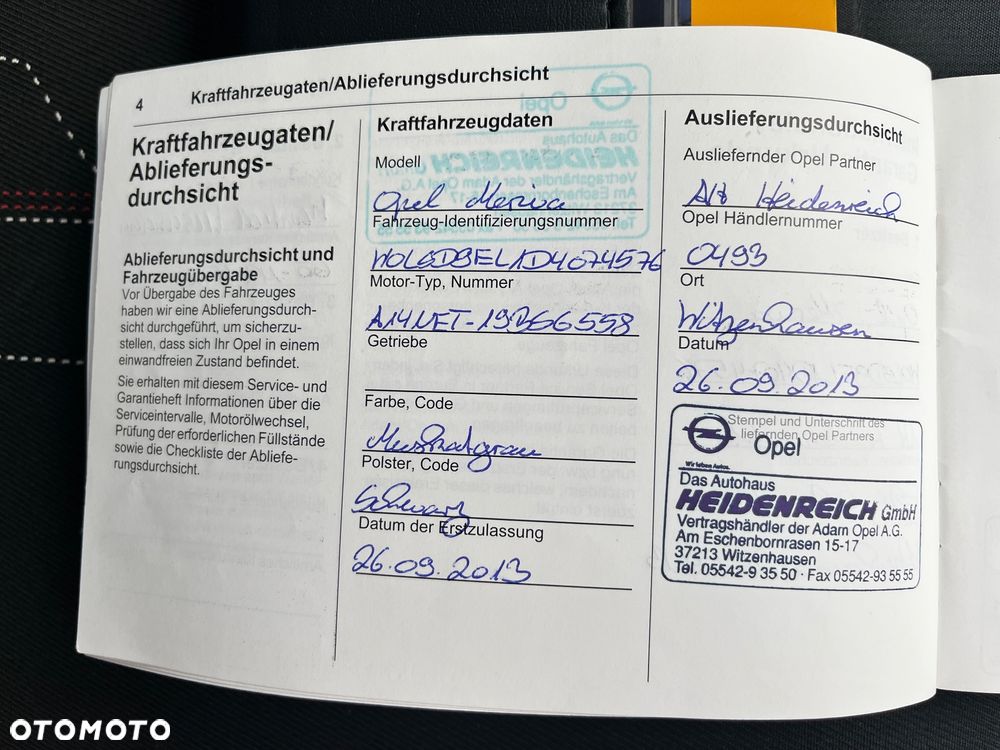 4
Kraftfahrzeugaten/Ablieferungsdurchsicht
Kraftfahrzeugaten/
Ablieferungs-
durchsicht
Ablieferungsdurchsicht und
Fahrzeugübergabe
Vor Übergabe des Fahrzeuges
haben wir eine Ablieferungsdurch-
sicht durchgeführt, um sicherzu-
stellen, dass sich Ihr Opel in einem
einwandfreien Zustand befindet.
Sie erhalten mit diesem Service- und
Garantieheft Informationen über die
Serviceintervalle, Motorölwechsel,
Prüfung der erforderlichen Füllstände
sowie die Checkliste der Abliefe-
rungsdurchsicht.
Kraftfahrzeugdaten
Modell
Opel Meriva
Fahrzeug-Identifizierungsnummer
W0LSD9EL1D4074576
Motor-Typ, Nummer
A14NET-19356558
Getriebe
Farbe, Code
Muskatgrau
Polster, Code
Schwarz
Datum der Erstzulassung
26.09.2013
Auslieferungsdurchsicht
Ausliefernder Opel Partner
AH Heidenreich
Opel Händlernummer
0493
Ort
Witzenhausen
Datum
26.09.2013
Stempel und Unterschrift des
liefernden Opel Partners
Opel
Wir leben Autos.
Das Autohaus
HEIDENREICH GmbH
Vertragshändler der Adam Opel A.G.
Am Eschenbornrasen 15-17
37213 Witzenhausen
Tel. 05542-9 35 50 · Fax 05542-93 55 55
OTOMOTO